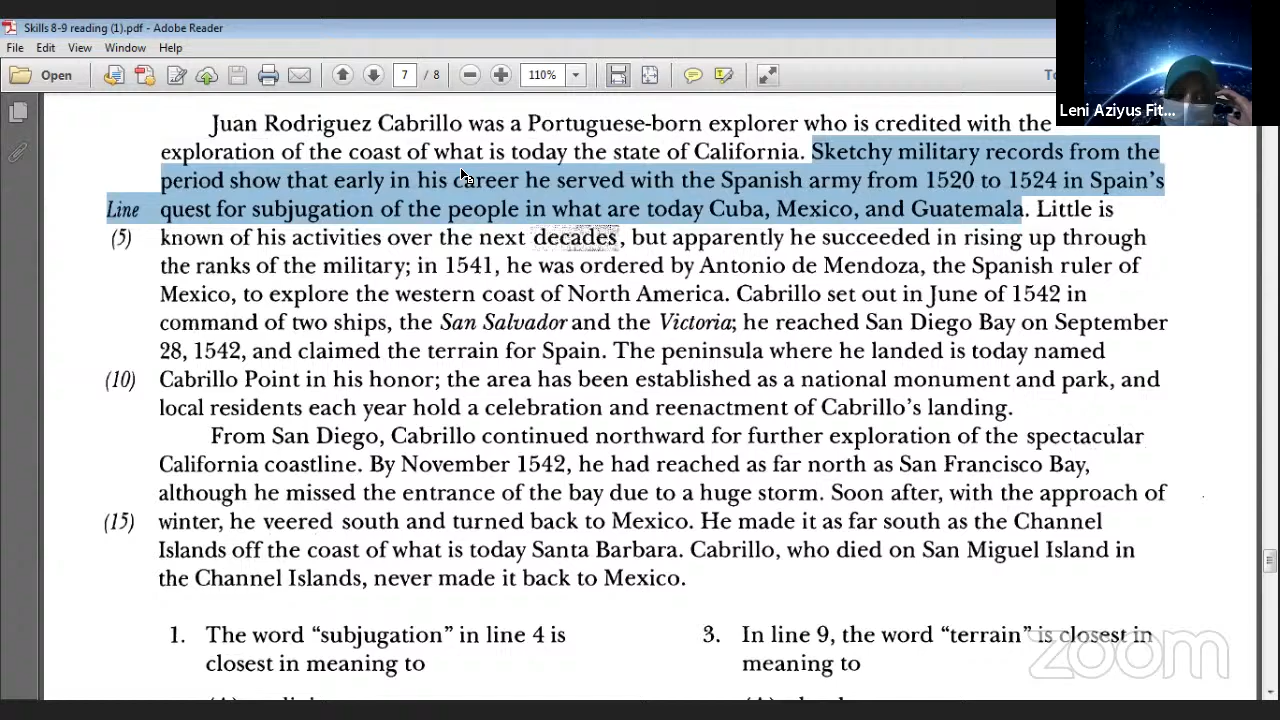 Skills 8-9 reading (1).pdf - Adobe Reader
File Edit View Window Help
Open 7 / 8 110%
Leni Aziyus Fit...
Juan Rodriguez Cabrillo was a Portuguese-born explorer who is credited with the
exploration of the coast of what is today the state of California. Sketchy military records from the
period show that early in his career he served with the Spanish army from 1520 to 1524 in Spain's
Line quest for subjugation of the people in what are today Cuba, Mexico, and Guatemala. Little is
(5) known of his activities over the next decades, but apparently he succeeded in rising up through
the ranks of the military; in 1541, he was ordered by Antonio de Mendoza, the Spanish ruler of
Mexico, to explore the western coast of North America. Cabrillo set out in June of 1542 in
command of two ships, the San Salvador and the Victoria; he reached San Diego Bay on September
28, 1542, and claimed the terrain for Spain. The peninsula where he landed is today named
(10) Cabrillo Point in his honor; the area has been established as a national monument and park, and
local residents each year hold a celebration and reenactment of Cabrillo's landing.
From San Diego, Cabrillo continued northward for further exploration of the spectacular
California coastline. By November 1542, he had reached as far north as San Francisco Bay,
although he missed the entrance of the bay due to a huge storm. Soon after, with the approach of
(15) winter, he veered south and turned back to Mexico. He made it as far south as the Channel
Islands off the coast of what is today Santa Barbara. Cabrillo, who died on San Miguel Island in
the Channel Islands, never made it back to Mexico.
1. The word "subjugation" in line 4 is
closest in meaning to
3. In line 9, the word "terrain" is closest in
meaning to
zoom